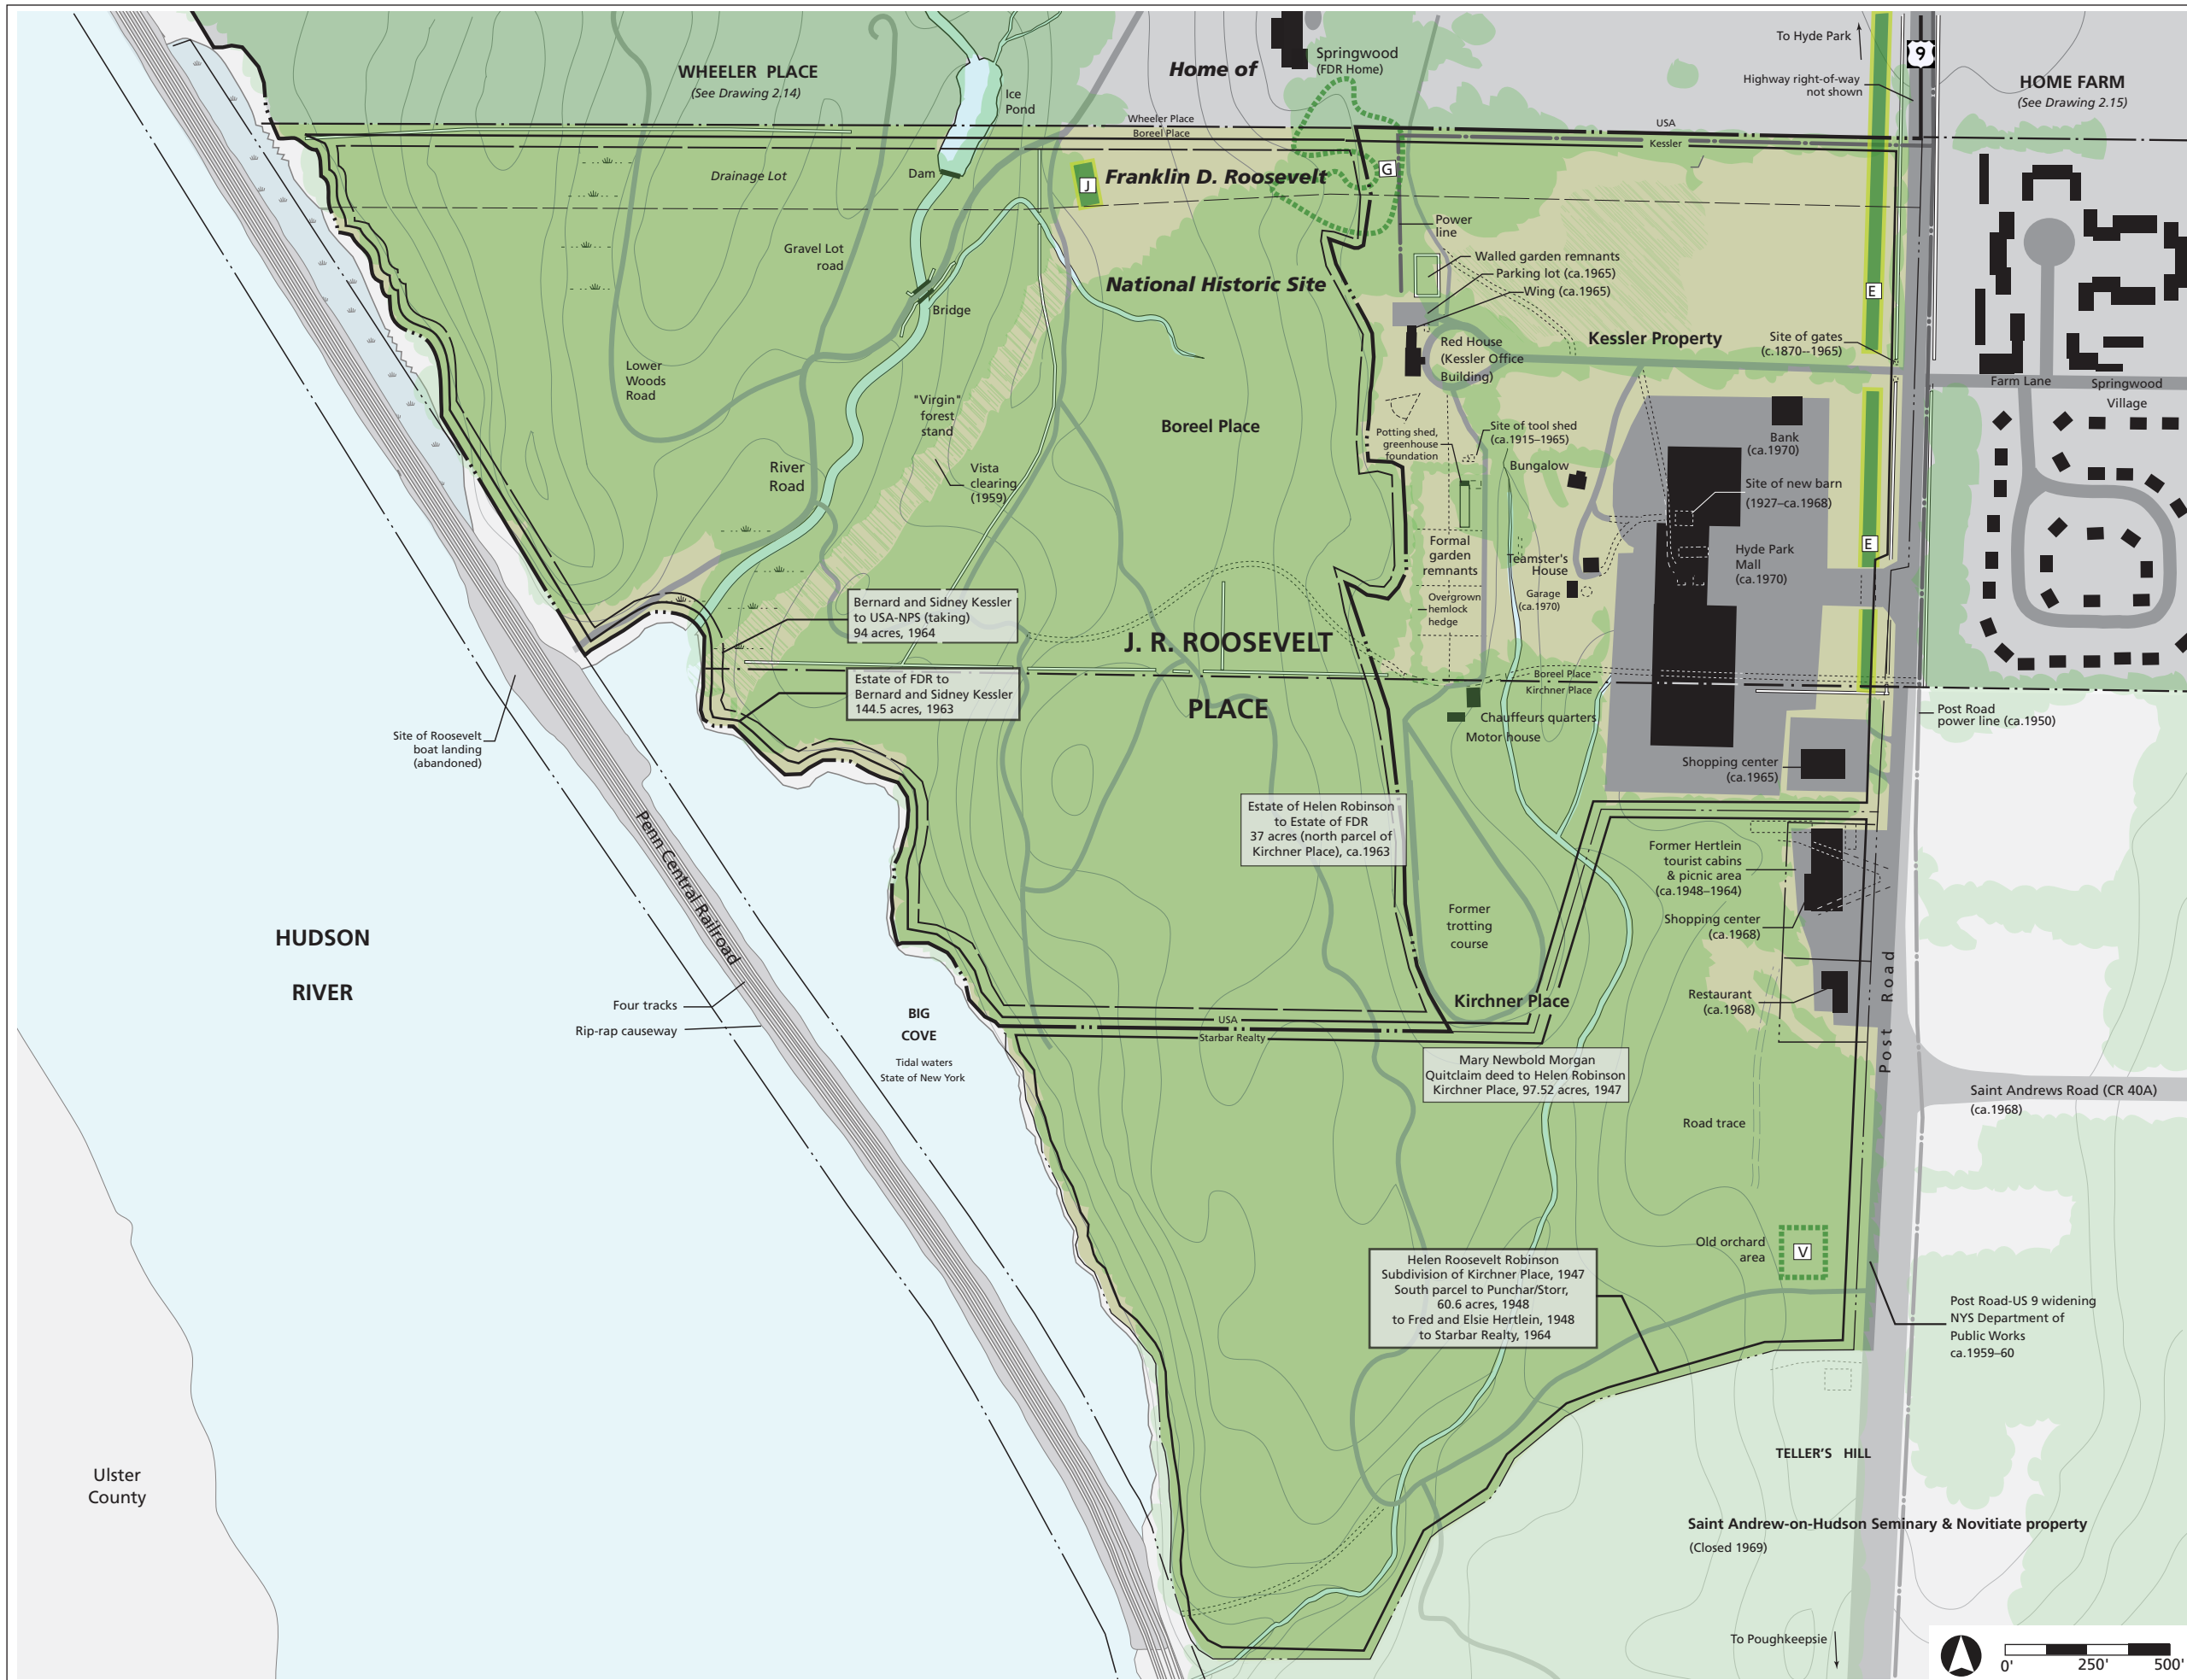 WHEELER PLACE
(See Drawing 2.14)
Home of
Springwood
(FDR Home)
To Hyde Park
9
Highway right-of-way
not shown
HOME FARM
(See Drawing 2.15)
Ice
Pond
Wheeler Place
Boreel Place
USA
Kessler
Dam
Drainage Lot
J
Franklin D. Roosevelt
G
Power
line
Gravel Lot
road
National Historic Site
Walled garden remnants
Parking lot (ca.1965)
Wing (ca.1965)
E
Bridge
Red House
(Kessler Office
Building)
Kessler Property
Site of gates
(c.1870--1965)
Lower
Woods
Road
"Virgin"
forest
stand
Boreel Place
Farm Lane
Springwood
Village
Potting shed,
greenhouse
foundation
Site of tool shed
(ca.1915–1965)
Bank
(ca.1970)
River
Road
Vista
clearing
(1959)
Bungalow
Site of new barn
(1927–ca.1968)
Formal
garden
remnants
Teamster's
House
Hyde Park
Mall
(ca.1970)
E
Garage
(ca.1970)
Overgrown
hemlock
hedge
Bernard and Sidney Kessler
to USA-NPS (taking)
94 acres, 1964
J. R. ROOSEVELT
PLACE
Estate of FDR to
Bernard and Sidney Kessler
144.5 acres, 1963
Boreel Place
Kirchner Place
Chauffeurs quarters
Motor house
Post Road
power line (ca.1950)
Site of Roosevelt
boat landing
(abandoned)
Shopping center
(ca.1965)
Penn Central Railroad
Estate of Helen Robinson
to Estate of FDR
37 acres (north parcel of
Kirchner Place), ca.1963
Former Hertlein
tourist cabins
& picnic area
(ca.1948–1964)
Shopping center
(ca.1968)
Former
trotting
course
HUDSON
RIVER
Four tracks
Rip-rap causeway
BIG
COVE
Tidal waters
State of New York
Kirchner Place
Restaurant
(ca.1968)
Post Road
USA
Starbar Realty
Mary Newbold Morgan
Quitclaim deed to Helen Robinson
Kirchner Place, 97.52 acres, 1947
Saint Andrews Road (CR 40A)
(ca.1968)
Road trace
Old orchard
area
V
Helen Roosevelt Robinson
Subdivision of Kirchner Place, 1947
South parcel to Punchar/Storr,
60.6 acres, 1948
to Fred and Elsie Hertlein, 1948
to Starbar Realty, 1964
Post Road-US 9 widening
NYS Department of
Public Works
ca.1959–60
Ulster
County
TELLER'S HILL
Saint Andrew-on-Hudson Seminary & Novitiate property
(Closed 1969)
To Poughkeepsie
0' 250' 500'